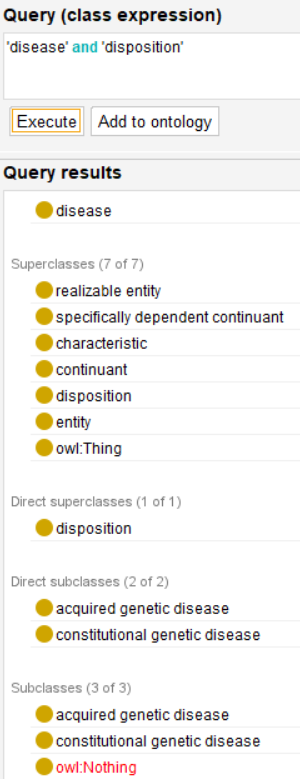 Query (class expression)
'disease' and 'disposition'
Execute
Add to ontology
Query results
disease
Superclasses (7 of 7)
realizable entity
specifically dependent continuant
characteristic
continuant
disposition
entity
owl:Thing
Direct superclasses (1 of 1)
disposition
Direct subclasses (2 of 2)
acquired genetic disease
constitutional genetic disease
Subclasses (3 of 3)
acquired genetic disease
constitutional genetic disease
owl:Nothing